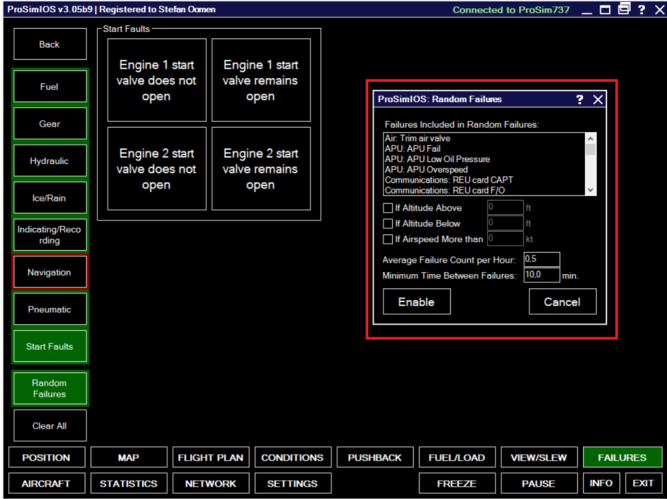 ProSimIOS v3.05b9 | Registered to Stefan Oomen
Connected to ProSim737
Back
Fuel
Gear
Hydraulic
Ice/Rain
Indicating/Reco
rding
Navigation
Pneumatic
Start Faults
Random
Failures
Clear All
Start Faults
Engine 1 start
valve does not
open
Engine 1 start
valve remains
open
Engine 2 start
valve does not
open
Engine 2 start
valve remains
open
ProSimIOS: Random Failures
Failures Included in Random Failures:
Air: Trim air valve
APU: APU Fail
APU: APU Low Oil Pressure
APU: APU Overspeed
Communications: REU card CAPT
Communications: REU card F/O
If Altitude Above 0 ft
If Altitude Below 0 ft
If Airspeed More than 0 kt
Average Failure Count per Hour: 0,5
Minimum Time Between Failures: 10,0 min.
Enable
Cancel
POSITION MAP FLIGHT PLAN CONDITIONS PUSHBACK FUEL/LOAD VIEW/SLEW FAILURES
AIRCRAFT STATISTICS NETWORK SETTINGS FREEZE PAUSE INFO EXIT